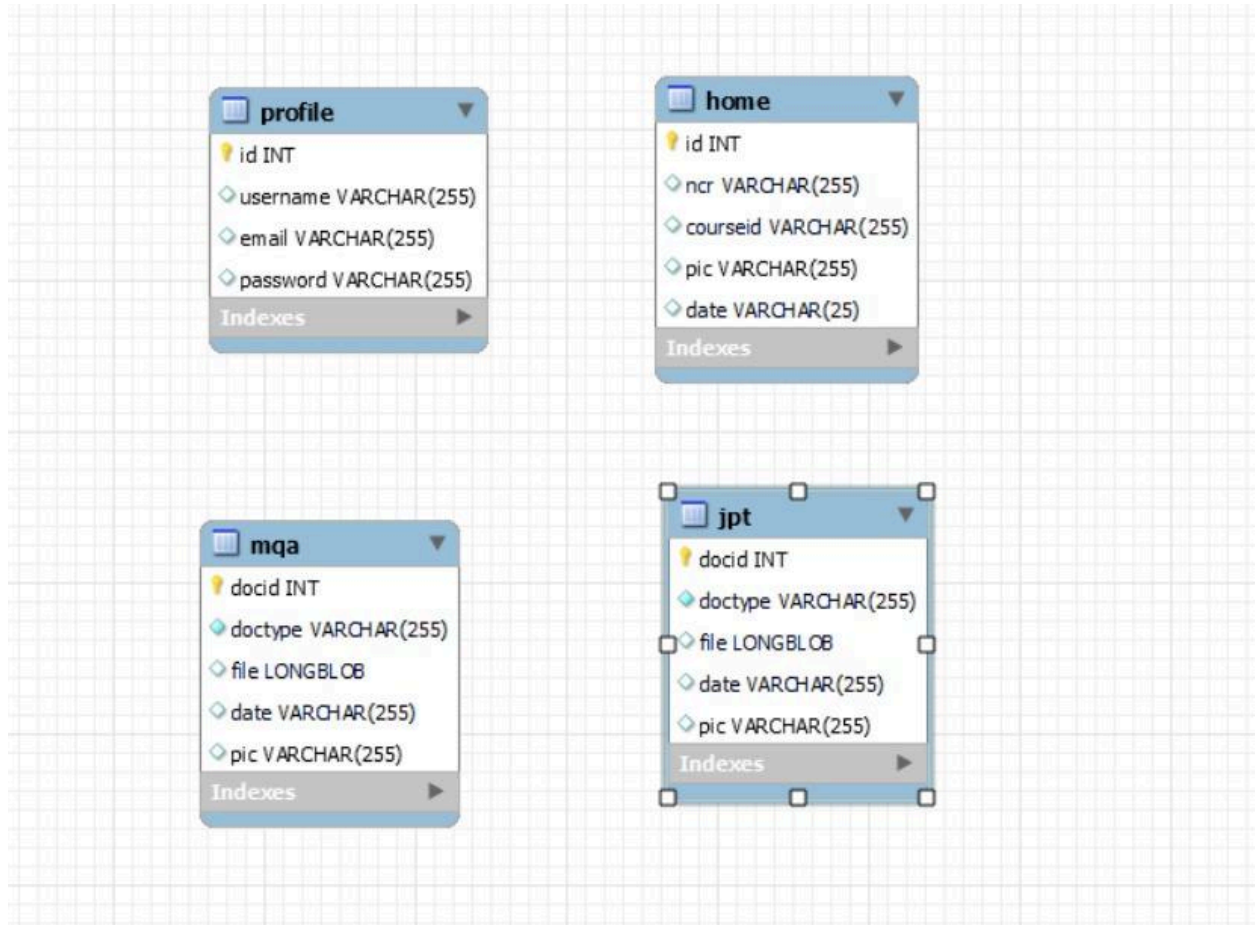 profile
id INT
username VARCHAR(255)
email VARCHAR(255)
password VARCHAR(255)
Indexes
home
id INT
ncr VARCHAR(255)
courseid VARCHAR(255)
pic VARCHAR(255)
date VARCHAR(25)
Indexes
mqa
docid INT
doctype VARCHAR(255)
file LONGBLOB
date VARCHAR(255)
pic VARCHAR(255)
Indexes
jpt
docid INT
doctype VARCHAR(255)
file LONGBLOB
date VARCHAR(255)
pic VARCHAR(255)
Indexes